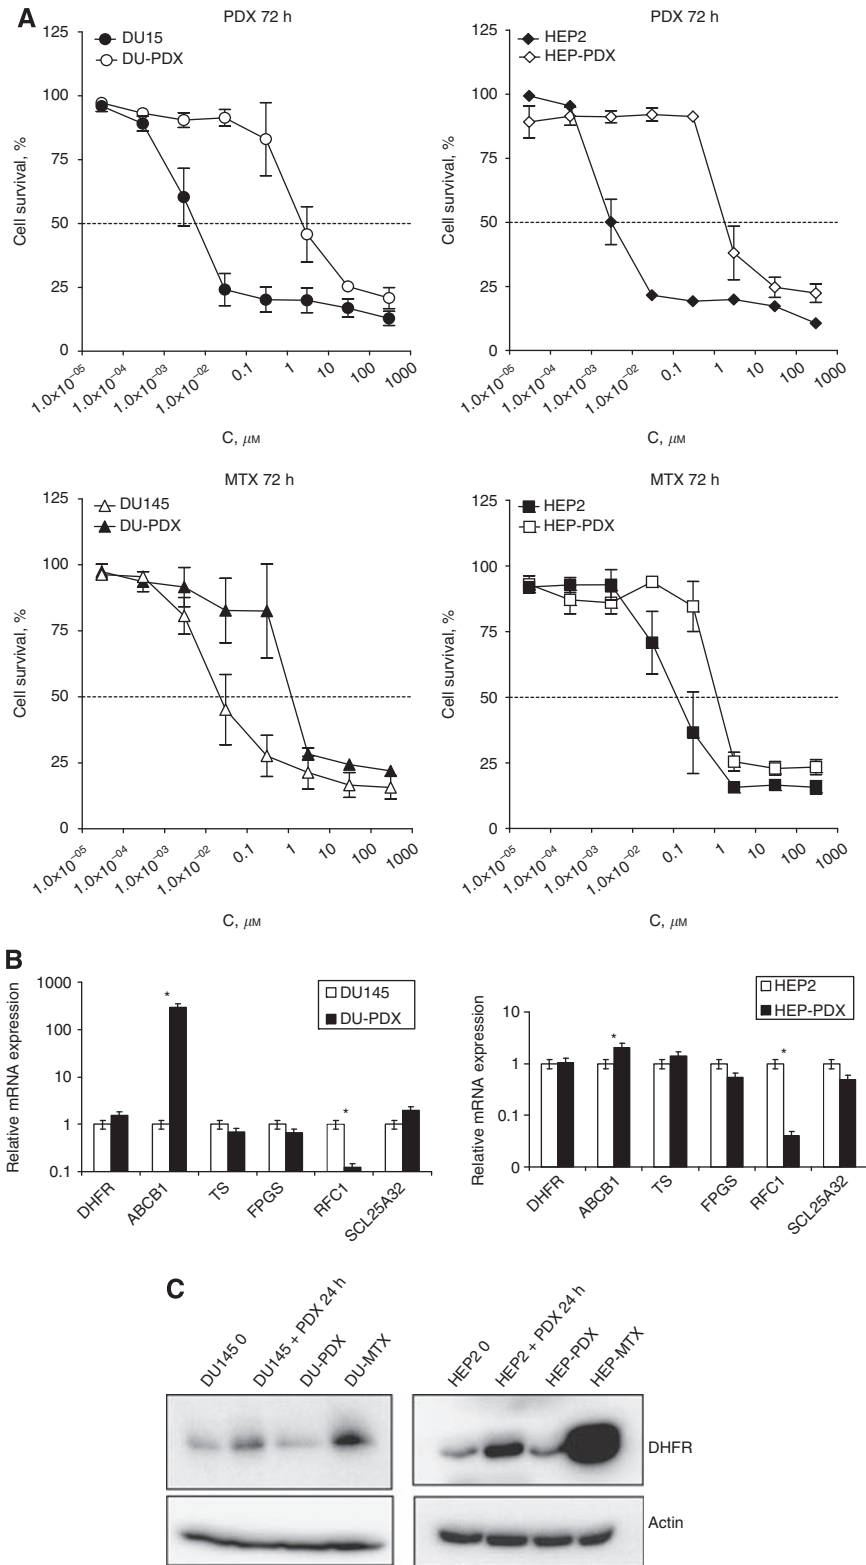 A
PDX 72 h
DU15
DU-PDX
125
100
75
50
25
0
Cell survival, %
1.0×10⁻⁰⁵
1.0×10⁻⁰⁴
1.0×10⁻⁰³
1.0×10⁻⁰²
0.1
1
10
100
1000
C, μM
PDX 72 h
HEP2
HEP-PDX
125
100
75
50
25
0
Cell survival, %
1.0×10⁻⁰⁵
1.0×10⁻⁰⁴
1.0×10⁻⁰³
1.0×10⁻⁰²
0.1
1
10
100
1000
C, μM
MTX 72 h
DU145
DU-PDX
125
100
75
50
25
0
Cell survival, %
1.0×10⁻⁰⁵
1.0×10⁻⁰⁴
1.0×10⁻⁰³
1.0×10⁻⁰²
0.1
1
10
100
1000
C, μM
MTX 72 h
HEP2
HEP-PDX
125
100
75
50
25
0
Cell survival, %
1.0×10⁻⁰⁵
1.0×10⁻⁰⁴
1.0×10⁻⁰³
1.0×10⁻⁰²
0.1
1
10
100
1000
C, μM
B
DU145
DU-PDX
1000
100
10
1
0.1
Relative mRNA expression
*
*
DHFR
ABCB1
TS
FPGS
RFC1
SCL25A32
HEP2
HEP-PDX
10
1
0.1
0
Relative mRNA expression
*
*
DHFR
ABCB1
TS
FPGS
RFC1
SCL25A32
C
DU145 0
DU145 + PDX 24 h
DU-PDX
DU-MTX
HEP2 0
HEP2 + PDX 24 h
HEP-PDX
HEP-MTX
DHFR
Actin